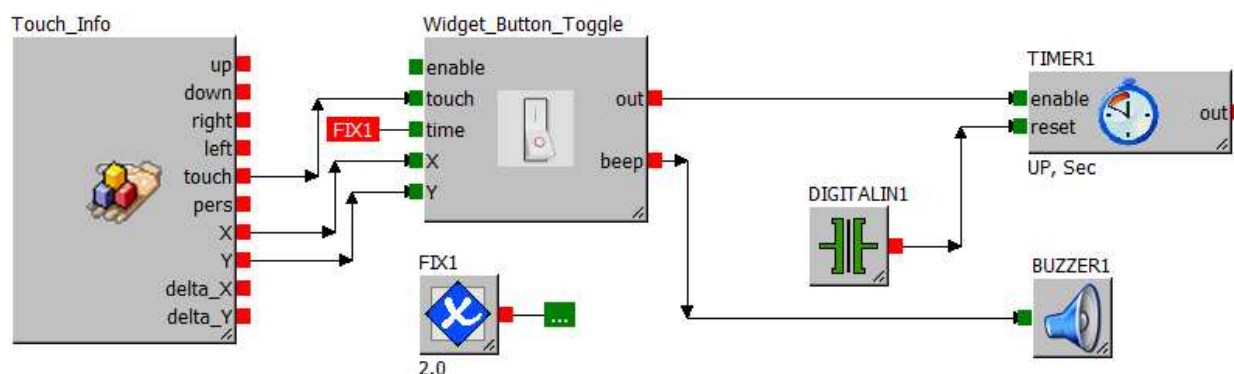 Touch_Info
up
down
right
left
touch
pers
X
Y
delta_X
delta_Y
Widget_Button_Toggle
enable
touch
time
X
Y
out
beep
FIX1
FIX1
...
2.0
DIGITALIN1
TIMER1
enable
reset
out
UP, Sec
BUZZER1